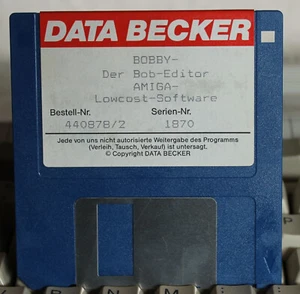 DATA BECKER
BOBBY-
Der Bob-Editor
AMIGA-
Lowcost-Software
Bestell-Nr. Serien-Nr.
440878/2 1870
Jede von uns nicht autorisierte Weitergabe des Programms
(Verleih, Tausch, Verkauf) ist untersagt.
© Copyright DATA BECKER